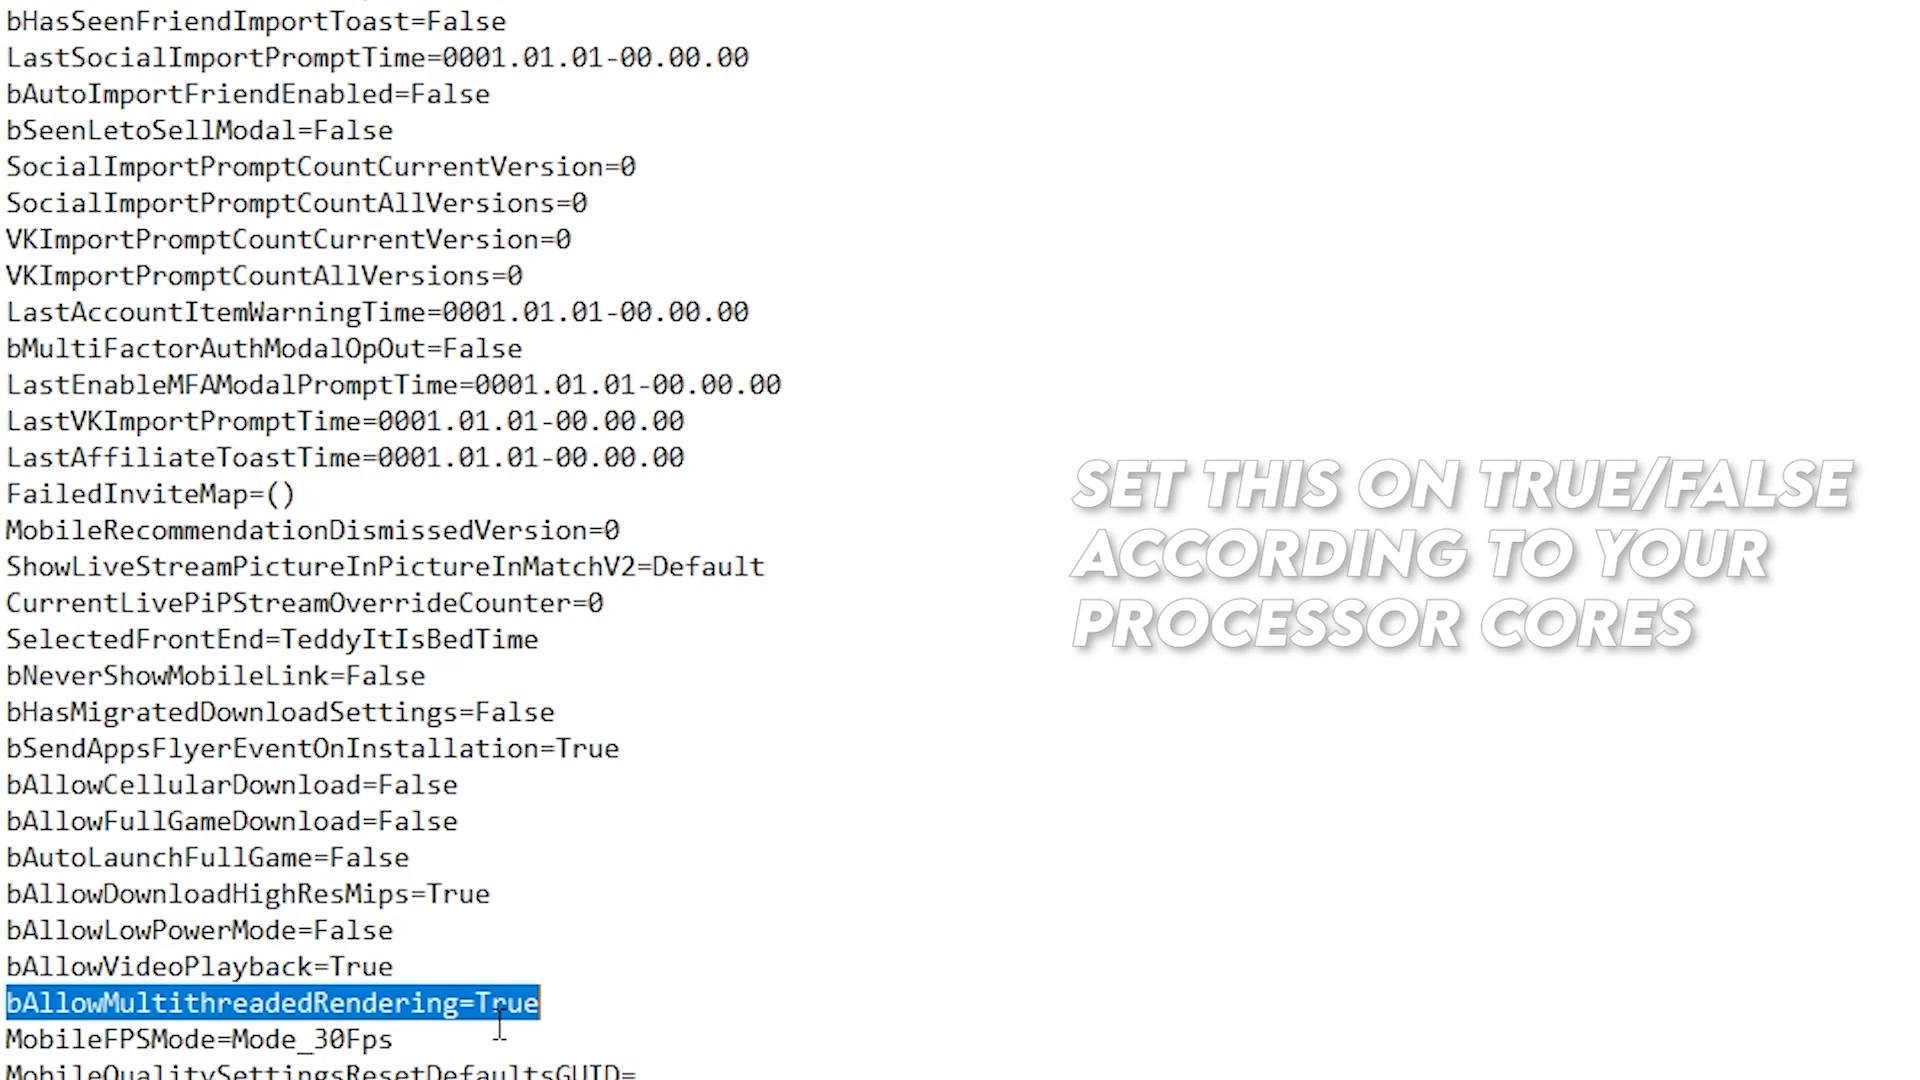 bHasSeenFriendImportToast=False
LastSocialImportPromptTime=0001.01.01-00.00.00
bAutoImportFriendEnabled=False
bSeenLetoSellModal=False
SocialImportPromptCountCurrentVersion=0
SocialImportPromptCountAllVersions=0
VKImportPromptCountCurrentVersion=0
VKImportPromptCountAllVersions=0
LastAccountItemWarningTime=0001.01.01-00.00.00
bMultiFactorAuthModalOpOut=False
LastEnableMFAModalPromptTime=0001.01.01-00.00.00
LastVKImportPromptTime=0001.01.01-00.00.00
LastAffiliateToastTime=0001.01.01-00.00.00
FailedInviteMap=()
MobileRecommendationDismissedVersion=0
ShowLiveStreamPictureInPictureInMatchV2=Default
CurrentLivePiPStreamOverrideCounter=0
SelectedFrontEnd=TeddyItIsBedTime
bNeverShowMobileLink=False
bHasMigratedDownloadSettings=False
bSendAppsFlyerEventOnInstallation=True
bAllowCellularDownload=False
bAllowFullGameDownload=False
bAutoLaunchFullGame=False
bAllowDownloadHighResMips=True
bAllowLowPowerMode=False
bAllowVideoPlayback=True
bAllowMultithreadedRendering=True
MobileFPSMode=Mode_30Fps
MobileQualitySettingsResetDefaultsGUID=
SET THIS ON TRUE/FALSE
ACCORDING TO YOUR
PROCESSOR CORES